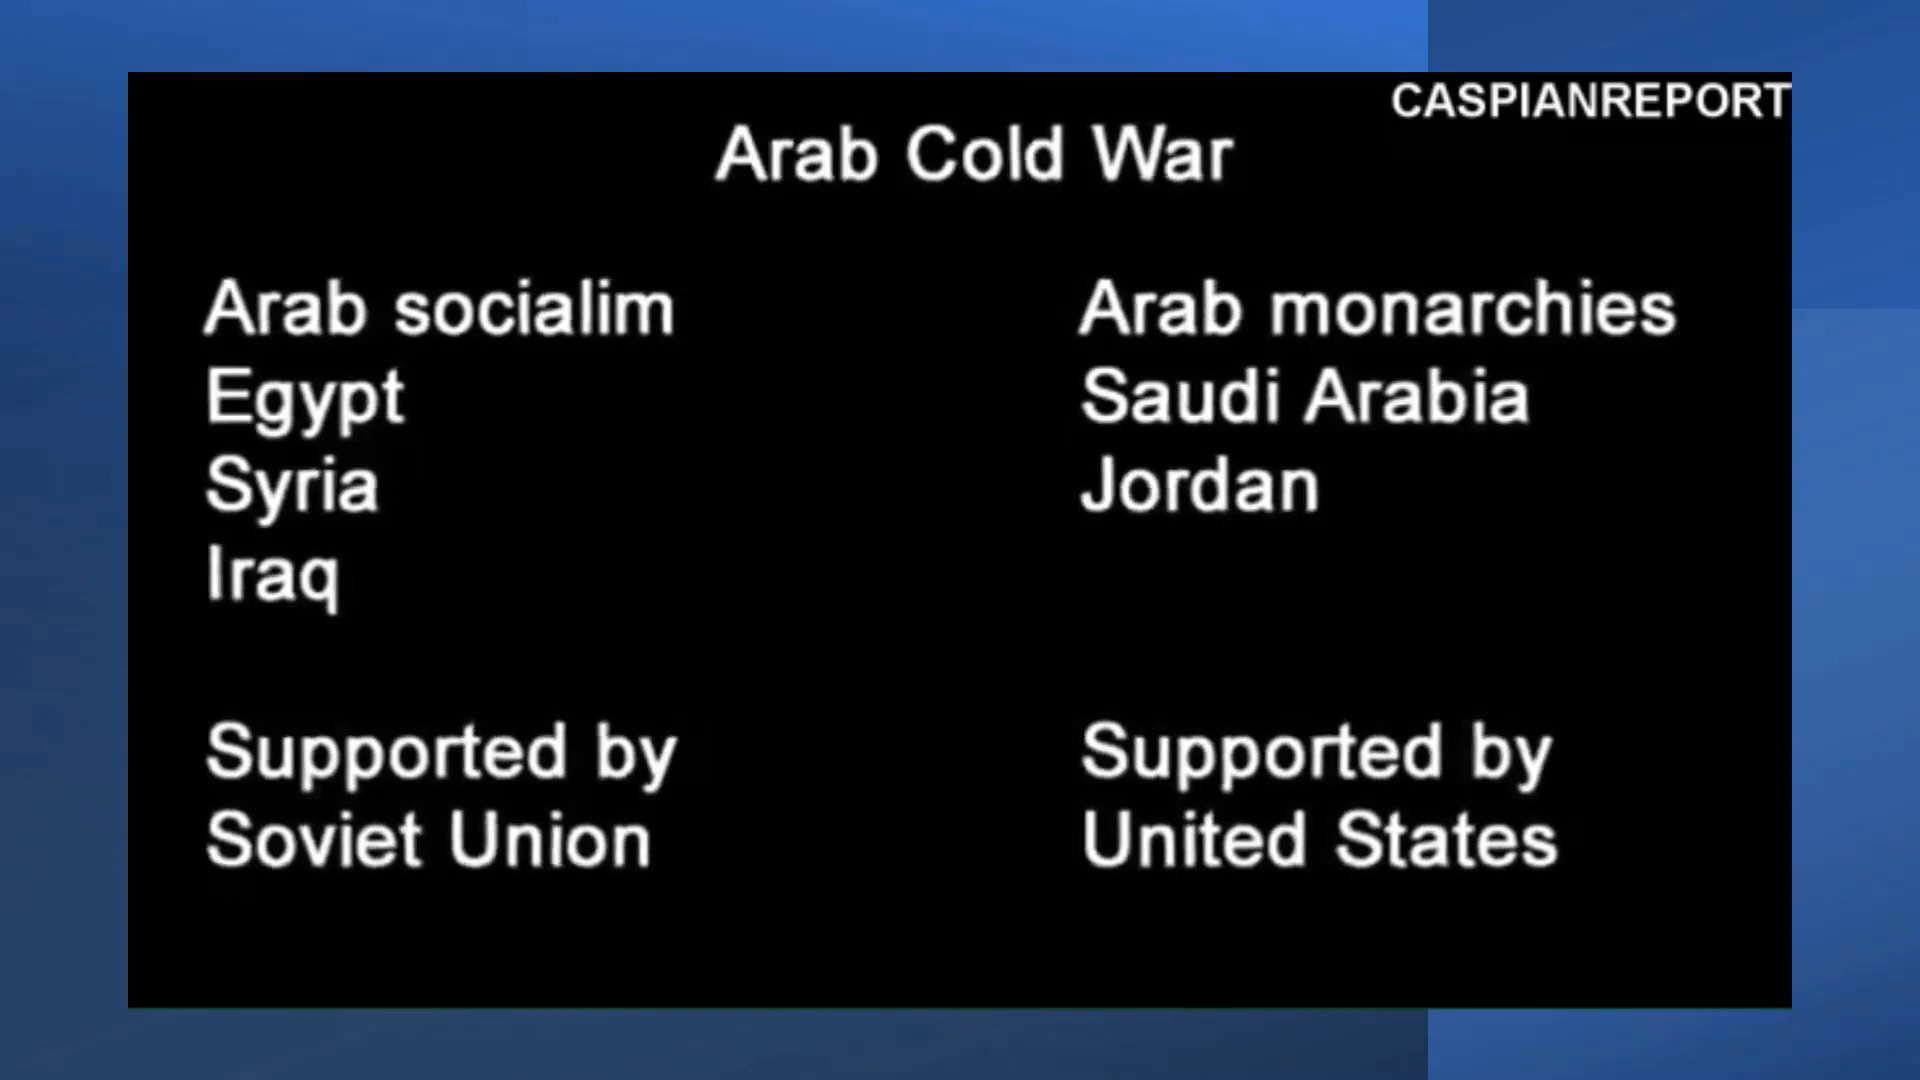 CASPIANREPORT
Arab Cold War
Arab socialim
Egypt
Syria
Iraq
Supported by
Soviet Union
Arab monarchies
Saudi Arabia
Jordan
Supported by
United States